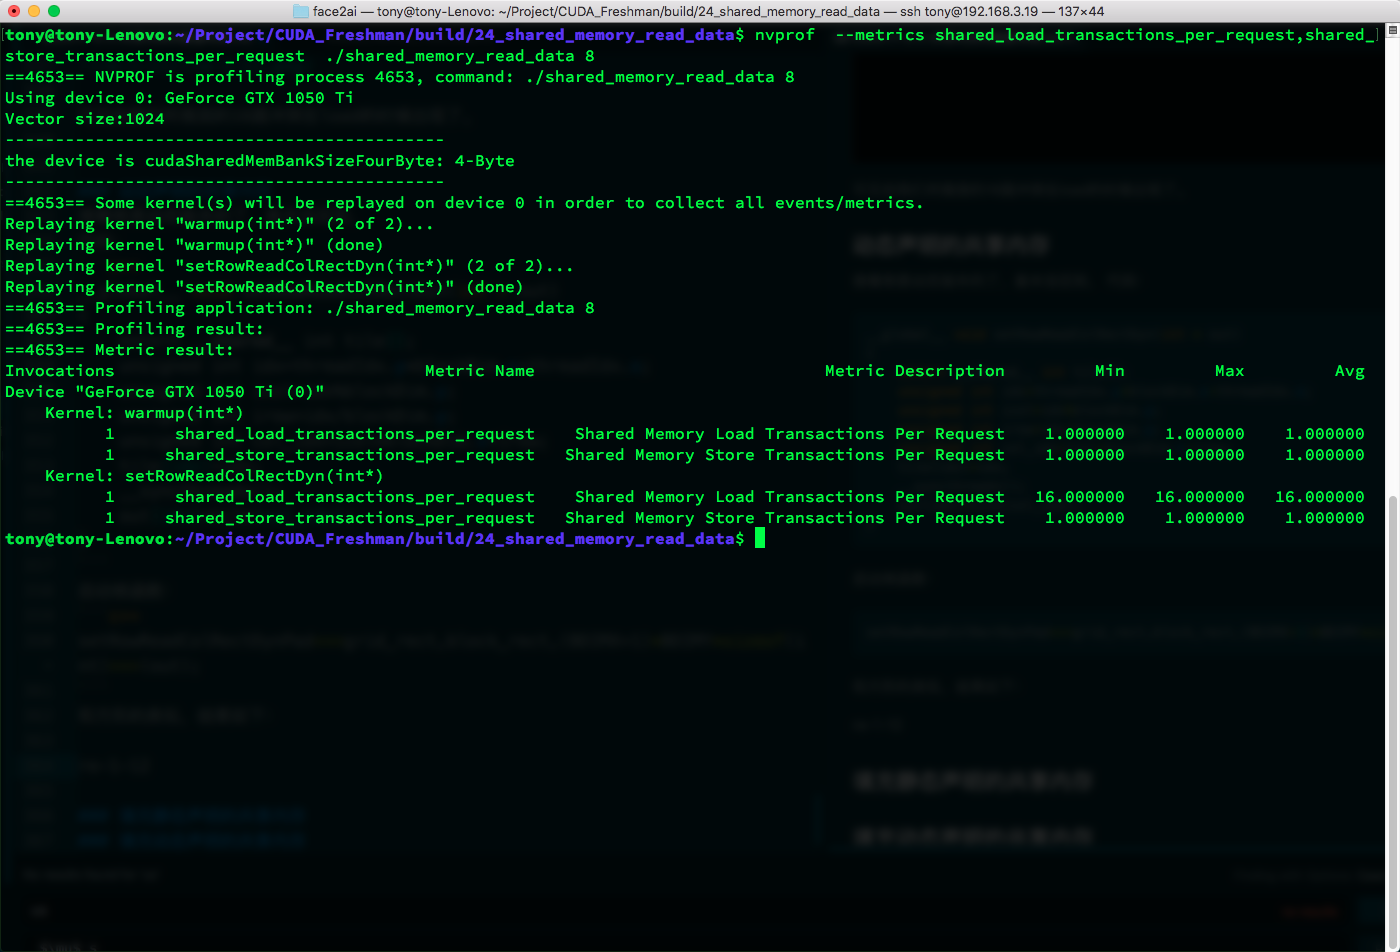 face2ai — tony@tony-Lenovo: ~/Project/CUDA_Freshman/build/24_shared_memory_read_data — ssh tony@192.168.3.19 — 137×44
tony@tony-Lenovo:~/Project/CUDA_Freshman/build/24_shared_memory_read_data$ nvprof  --metrics shared_load_transactions_per_request,shared_
store_transactions_per_request  ./shared_memory_read_data 8
==4653== NVPROF is profiling process 4653, command: ./shared_memory_read_data 8
Using device 0: GeForce GTX 1050 Ti
Vector size:1024
--------------------------------------------
the device is cudaSharedMemBankSizeFourByte: 4-Byte
--------------------------------------------
==4653== Some kernel(s) will be replayed on device 0 in order to collect all events/metrics.
Replaying kernel "warmup(int*)" (2 of 2)...
Replaying kernel "warmup(int*)" (done)
Replaying kernel "setRowReadColRectDyn(int*)" (2 of 2)...
Replaying kernel "setRowReadColRectDyn(int*)" (done)
==4653== Profiling application: ./shared_memory_read_data 8
==4653== Profiling result:
==4653== Metric result:
Invocations                               Metric Name                             Metric Description         Min         Max         Avg
Device "GeForce GTX 1050 Ti (0)"
    Kernel: warmup(int*)
          1      shared_load_transactions_per_request    Shared Memory Load Transactions Per Request    1.000000    1.000000    1.000000
          1     shared_store_transactions_per_request   Shared Memory Store Transactions Per Request    1.000000    1.000000    1.000000
    Kernel: setRowReadColRectDyn(int*)
          1      shared_load_transactions_per_request    Shared Memory Load Transactions Per Request   16.000000   16.000000   16.000000
          1     shared_store_transactions_per_request   Shared Memory Store Transactions Per Request    1.000000    1.000000    1.000000
tony@tony-Lenovo:~/Project/CUDA_Freshman/build/24_shared_memory_read_data$